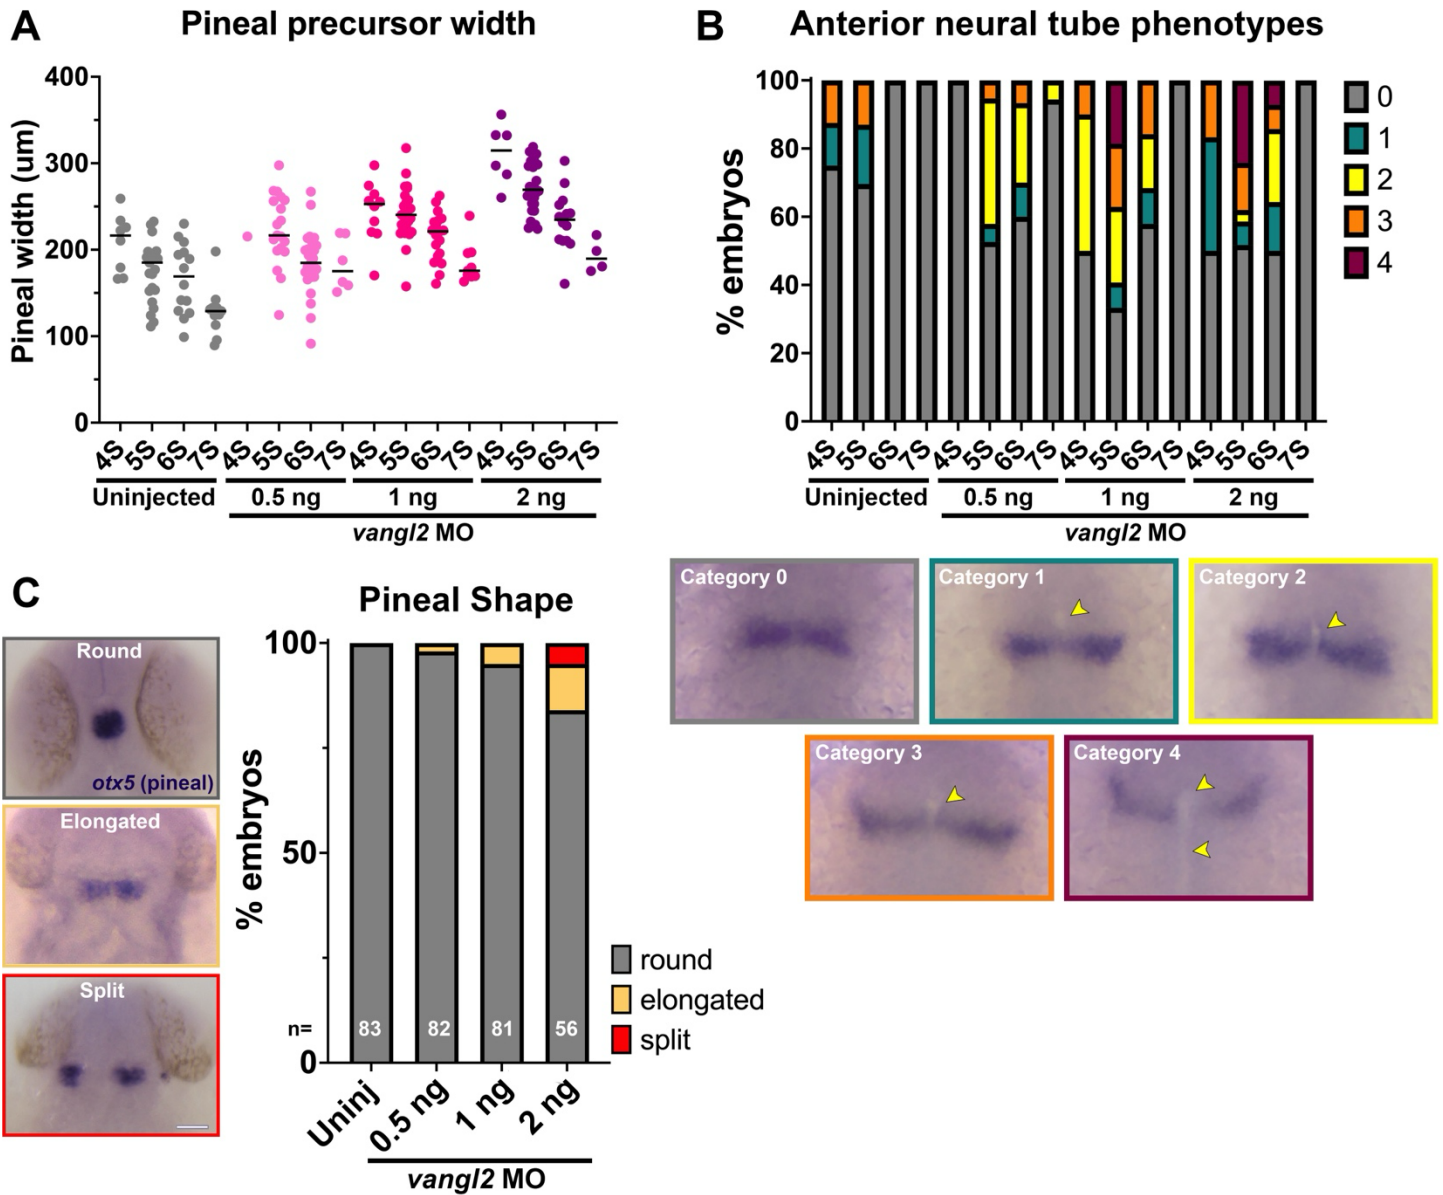 A
Pineal precursor width
Pineal width (um)
400
300
200
100
0
4S 5S 6S 7S 4S 5S 6S 7S 4S 5S 6S 7S 4S 5S 6S 7S
Uninjected 0.5 ng 1 ng 2 ng
vangl2 MO
B
Anterior neural tube phenotypes
% embryos
100
80
60
40
20
0
4S 5S 6S 7S 4S 5S 6S 7S 4S 5S 6S 7S 4S 5S 6S 7S
Uninjected 0.5 ng 1 ng 2 ng
vangl2 MO
0
1
2
3
4
Category 0
Category 1
Category 2
Category 3
Category 4
C
Round
otx5 (pineal)
Elongated
Split
Pineal Shape
% embryos
100
50
0
n= 83 82 81 56
Uninj 0.5 ng 1 ng 2 ng
vangl2 MO
round
elongated
split